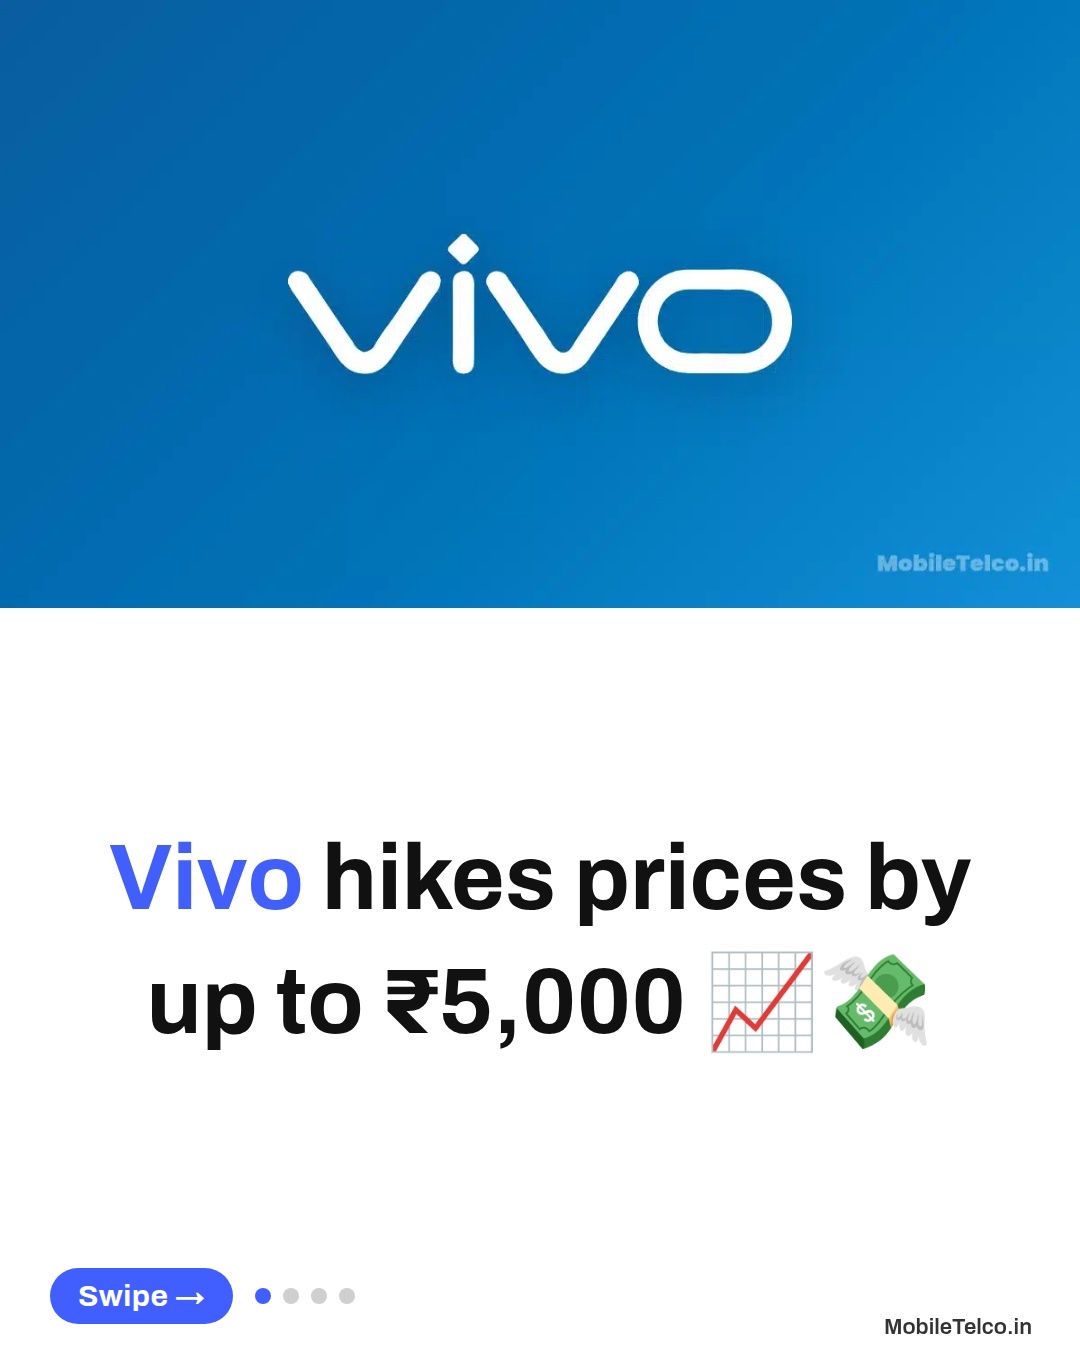 vivo
MobileTelco.in
Vivo hikes prices by
up to ₹5,000 📈💸
Swipe →
MobileTelco.in